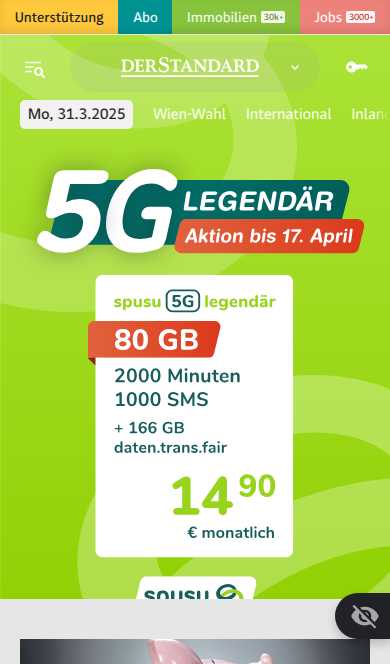 Unterstützung Abo Immobilien 30k+ Jobs 3000+
DERSTANDARD
Mo, 31.3.2025 Wien-Wahl International
5G LEGENDÄR
Aktion bis 17. April
spusu 5G legendär
80 GB
2000 Minuten
1000 SMS
+ 166 GB
daten.trans.fair
14 90
€ monatlich
spusu